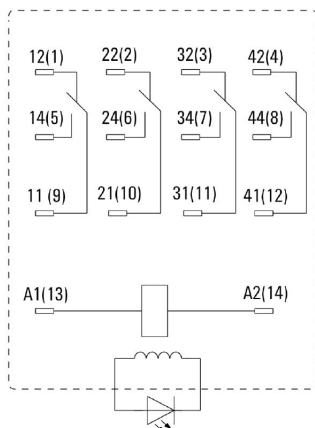 12(1) 22(2) 32(3) 42(4)
14(5) 24(6) 34(7) 44(8)
11 (9) 21(10) 31(11) 41(12)
A1(13) A2(14)